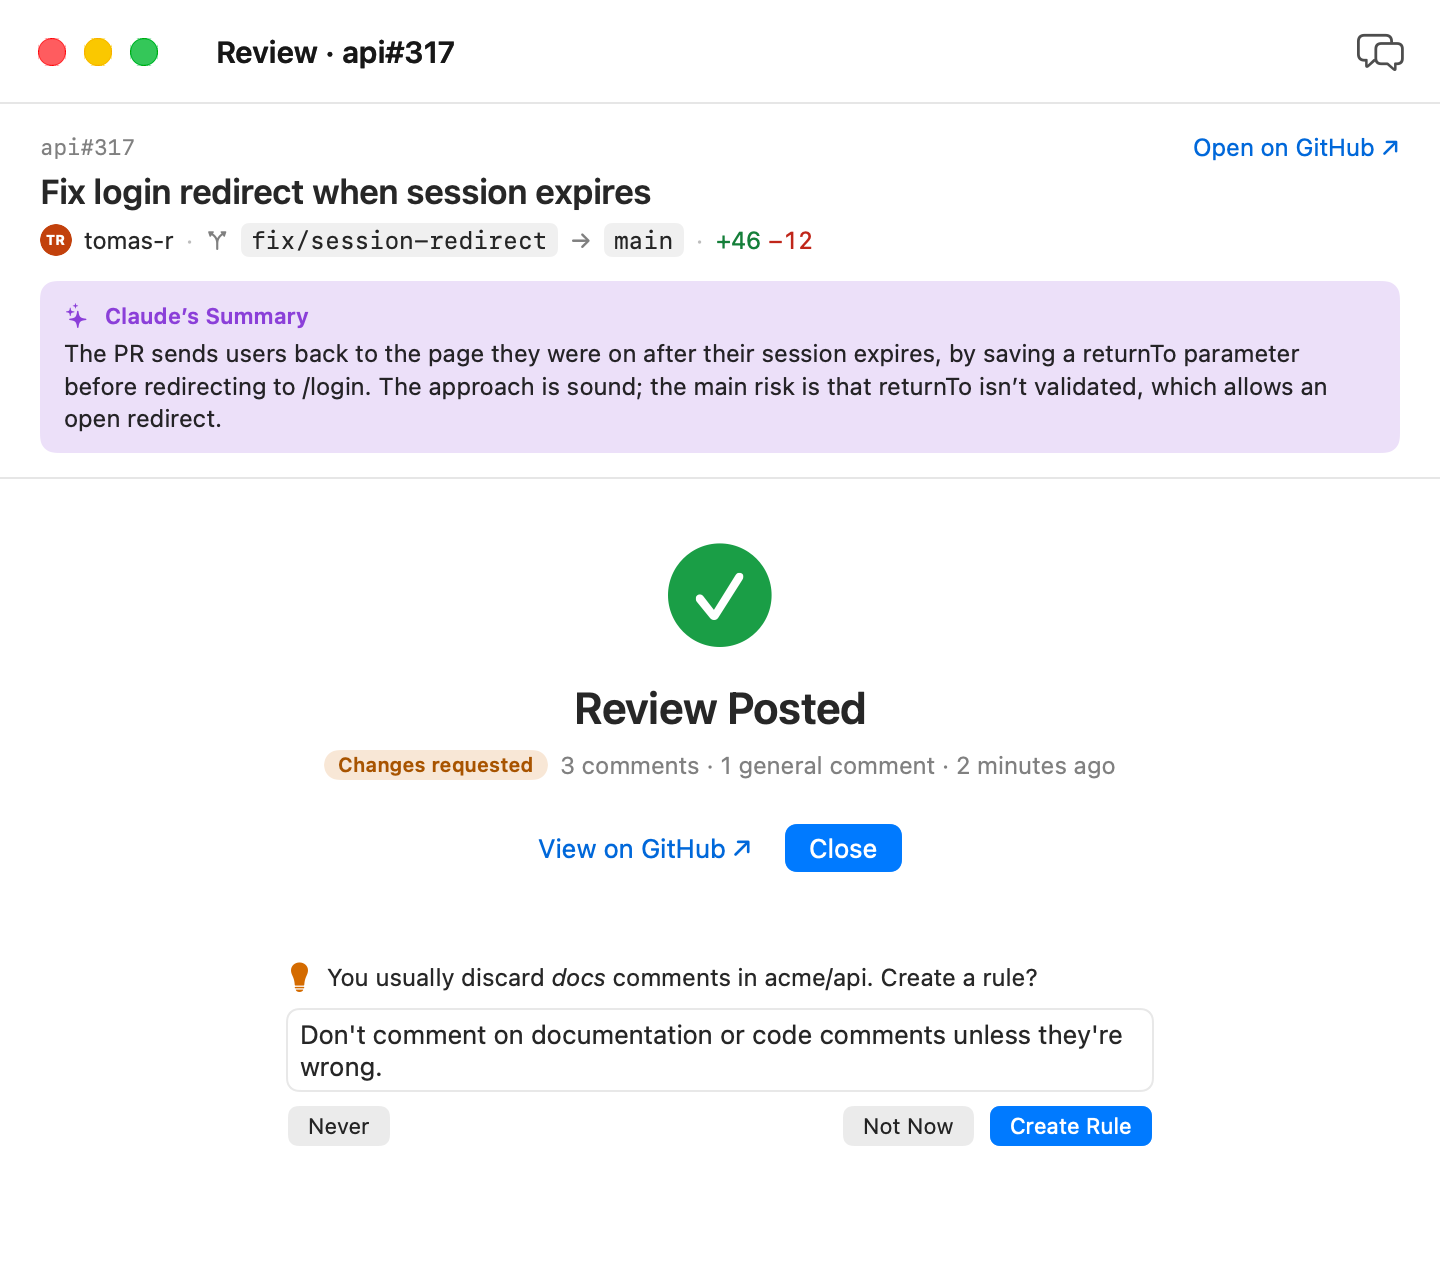 Review · api#317
api#317
Open on GitHub ↗
Fix login redirect when session expires
TR tomas-r · fix/session-redirect → main · +46 −12
Claude’s Summary
The PR sends users back to the page they were on after their session expires, by saving a returnTo parameter
before redirecting to /login. The approach is sound; the main risk is that returnTo isn’t validated, which allows an
open redirect.
Review Posted
Changes requested 3 comments · 1 general comment · 2 minutes ago
View on GitHub ↗ Close
You usually discard docs comments in acme/api. Create a rule?
Don't comment on documentation or code comments unless they're
wrong.
Never Not Now Create Rule